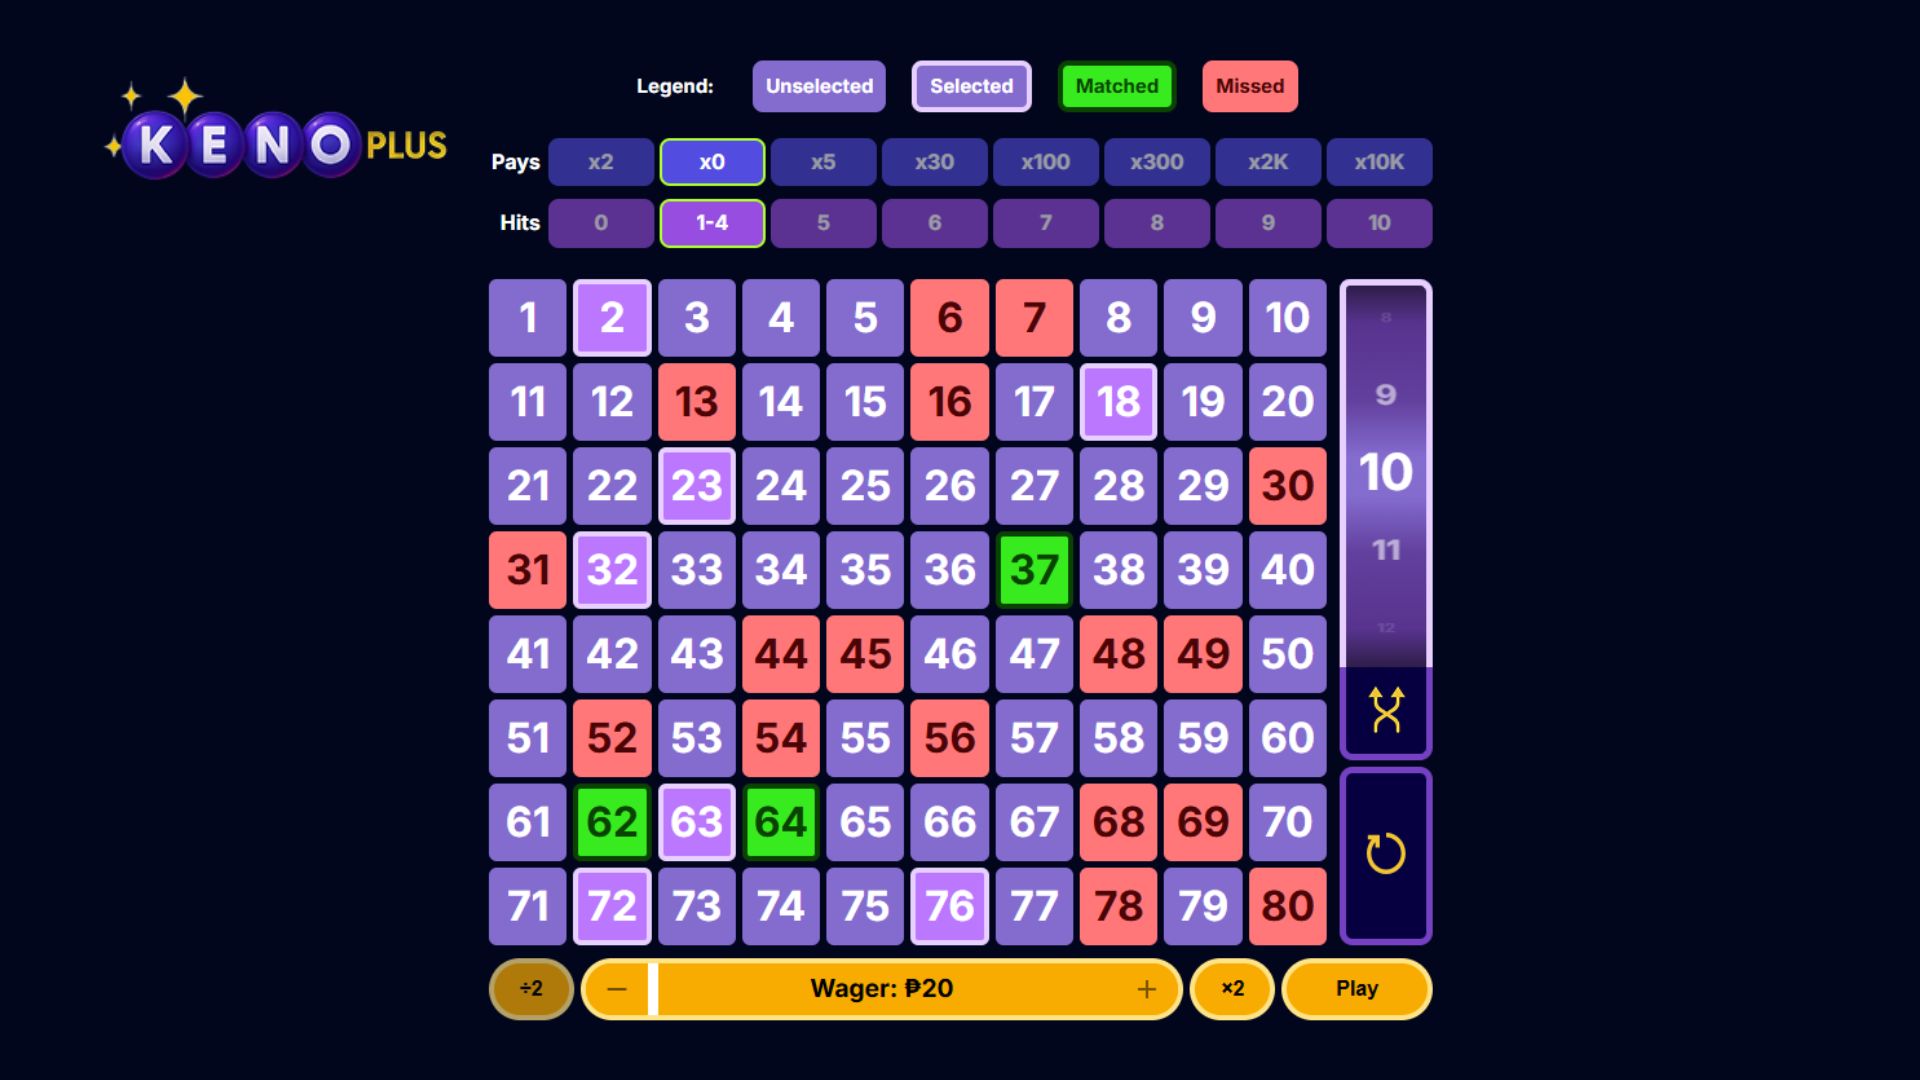 KENO PLUS
Legend: Unselected Selected Matched Missed
Pays x2 x0 x5 x30 x100 x300 x2K x10K
Hits 0 1-4 5 6 7 8 9 10
1 2 3 4 5 6 7 8 9 10
11 12 13 14 15 16 17 18 19 20
21 22 23 24 25 26 27 28 29 30
31 32 33 34 35 36 37 38 39 40
41 42 43 44 45 46 47 48 49 50
51 52 53 54 55 56 57 58 59 60
61 62 63 64 65 66 67 68 69 70
71 72 73 74 75 76 77 78 79 80
8
9
10
11
12
÷2 − Wager: ₱20 + ×2 Play